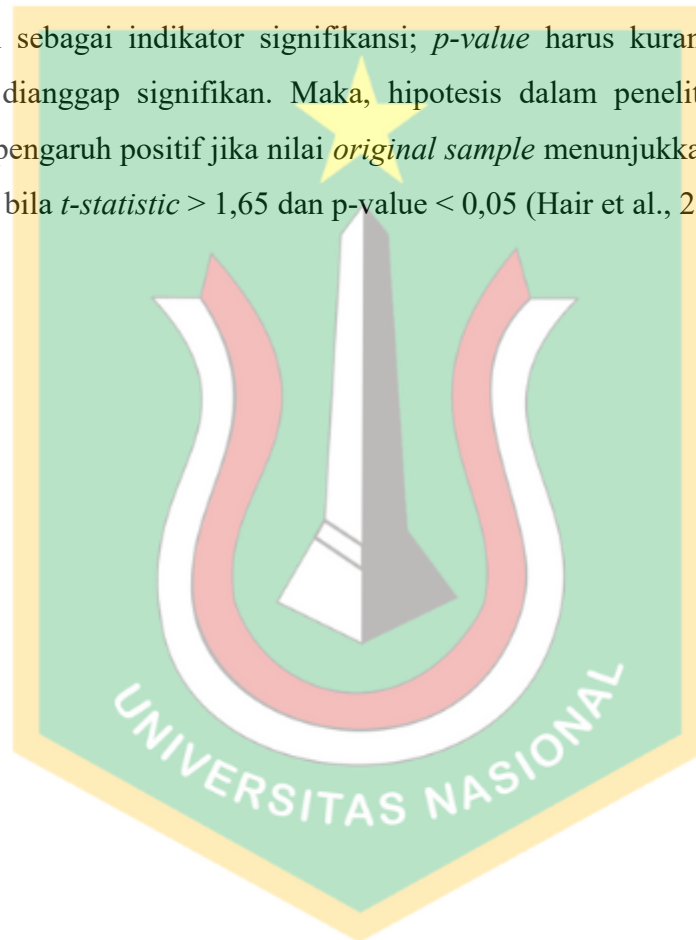 sebagai indikator signifikansi; p-value harus kuran
dianggap signifikan. Maka, hipotesis dalam penelit
pengaruh positif jika nilai original sample menunjukka
bila t-statistic > 1,65 dan p-value < 0,05 (Hair et al., 2
UNIVERSITAS NASIONAL